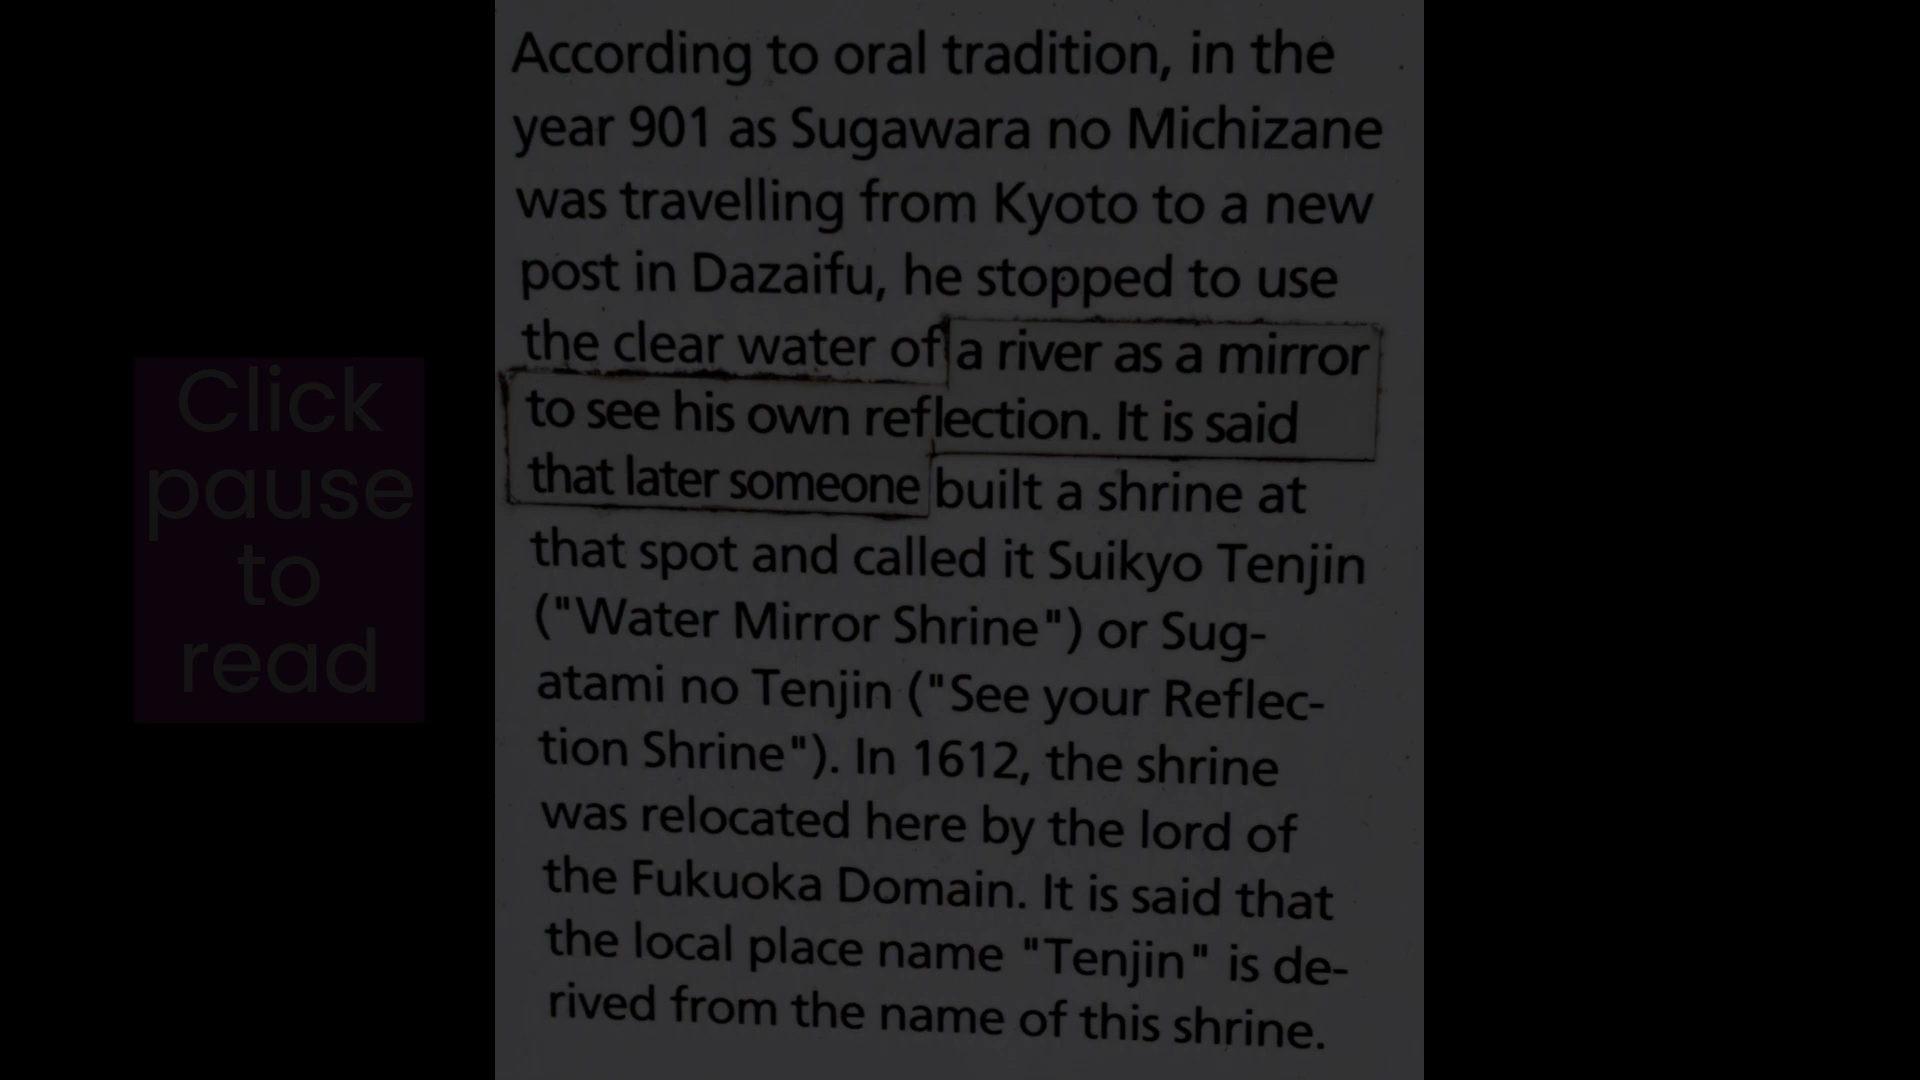 Click
pause
to
read
According to oral tradition, in the
year 901 as Sugawara no Michizane
was travelling from Kyoto to a new
post in Dazaifu, he stopped to use
the clear water of a river as a mirror
to see his own reflection. It is said
that later someone built a shrine at
that spot and called it Suikyo Tenjin
("Water Mirror Shrine") or Sug-
atami no Tenjin ("See your Reflec-
tion Shrine"). In 1612, the shrine
was relocated here by the lord of
the Fukuoka Domain. It is said that
the local place name "Tenjin" is de-
rived from the name of this shrine.